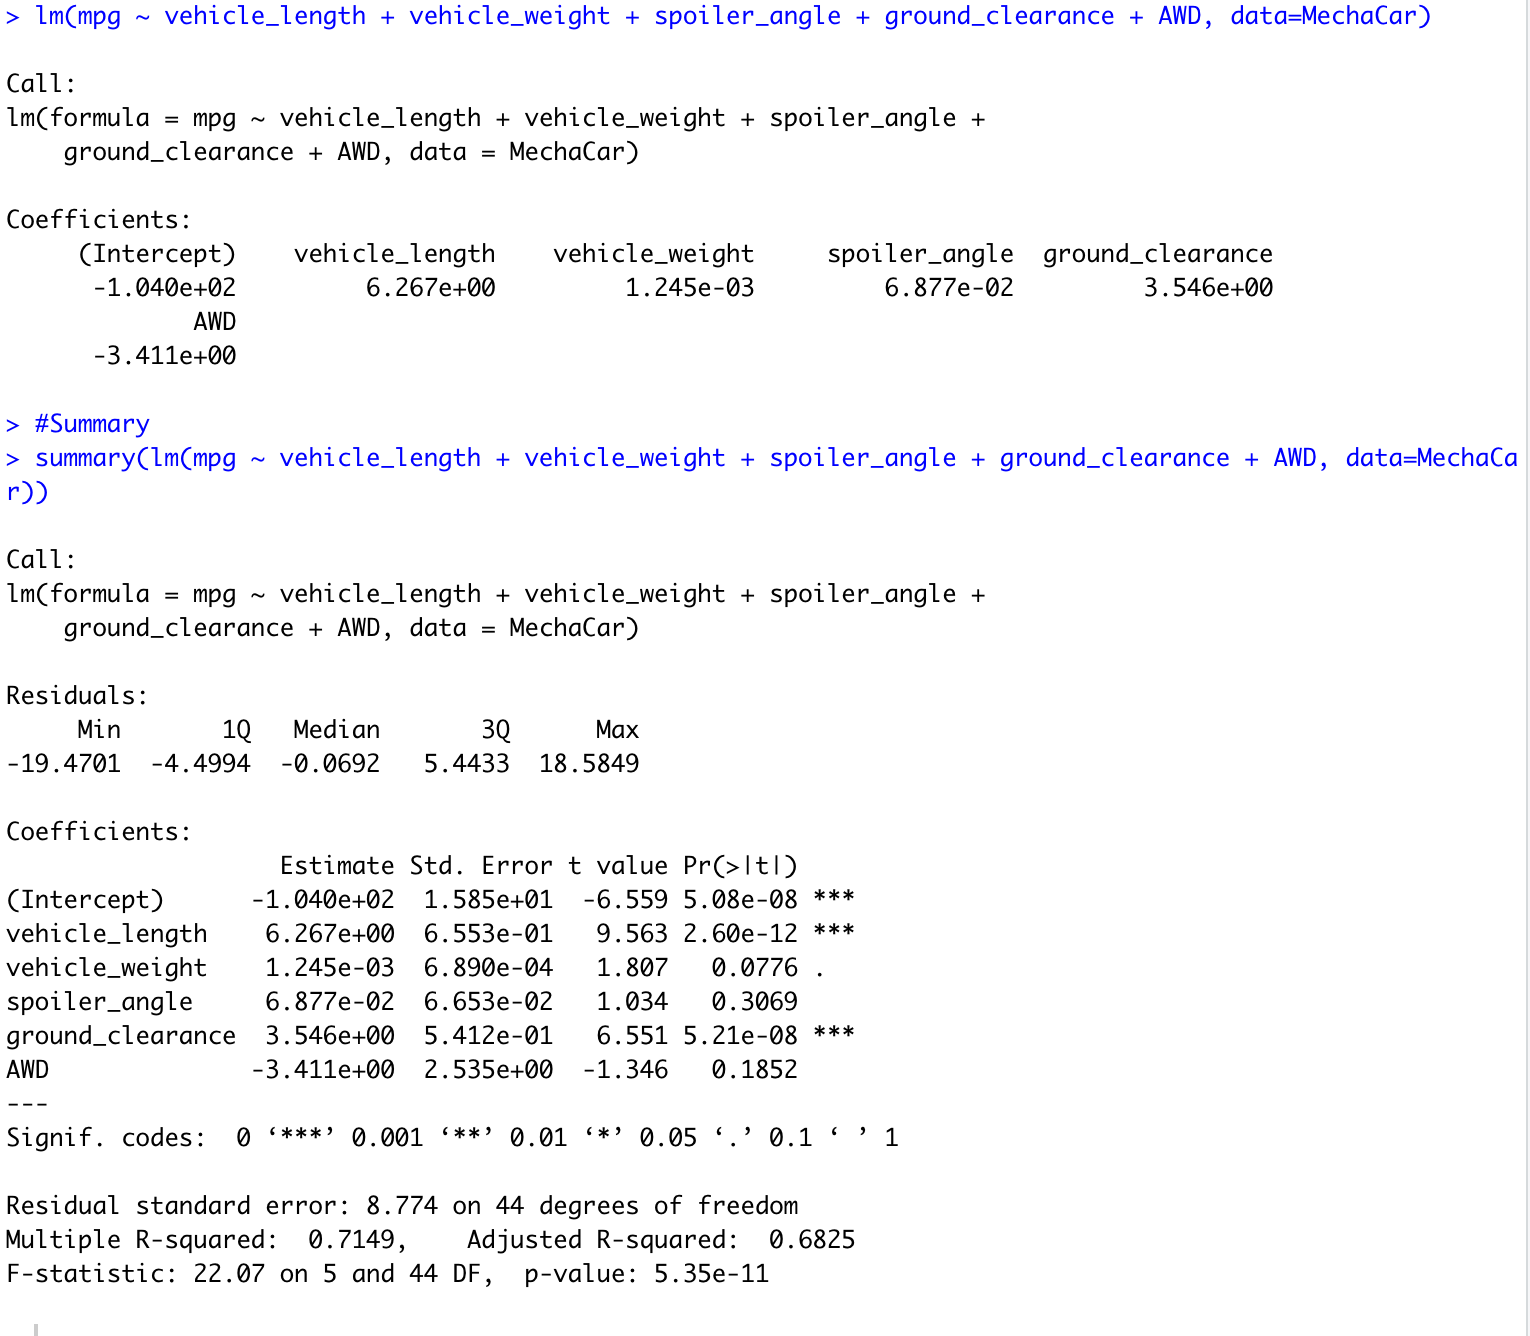 > lm(mpg ~ vehicle_length + vehicle_weight + spoiler_angle + ground_clearance + AWD, data=MechaCar)

Call:
lm(formula = mpg ~ vehicle_length + vehicle_weight + spoiler_angle +
    ground_clearance + AWD, data = MechaCar)

Coefficients:
     (Intercept)    vehicle_length    vehicle_weight     spoiler_angle  ground_clearance
      -1.040e+02         6.267e+00         1.245e-03         6.877e-02         3.546e+00
             AWD
      -3.411e+00

> #Summary
> summary(lm(mpg ~ vehicle_length + vehicle_weight + spoiler_angle + ground_clearance + AWD, data=MechaCa
r))

Call:
lm(formula = mpg ~ vehicle_length + vehicle_weight + spoiler_angle +
    ground_clearance + AWD, data = MechaCar)

Residuals:
     Min       1Q   Median       3Q      Max
-19.4701  -4.4994  -0.0692   5.4433  18.5849

Coefficients:
                   Estimate Std. Error t value Pr(>|t|)
(Intercept)      -1.040e+02  1.585e+01  -6.559 5.08e-08 ***
vehicle_length    6.267e+00  6.553e-01   9.563 2.60e-12 ***
vehicle_weight    1.245e-03  6.890e-04   1.807   0.0776 .
spoiler_angle     6.877e-02  6.653e-02   1.034   0.3069
ground_clearance  3.546e+00  5.412e-01   6.551 5.21e-08 ***
AWD              -3.411e+00  2.535e+00  -1.346   0.1852
---
Signif. codes:  0 ‘***’ 0.001 ‘**’ 0.01 ‘*’ 0.05 ‘.’ 0.1 ‘ ’ 1

Residual standard error: 8.774 on 44 degrees of freedom
Multiple R-squared:  0.7149,    Adjusted R-squared:  0.6825
F-statistic: 22.07 on 5 and 44 DF,  p-value: 5.35e-11